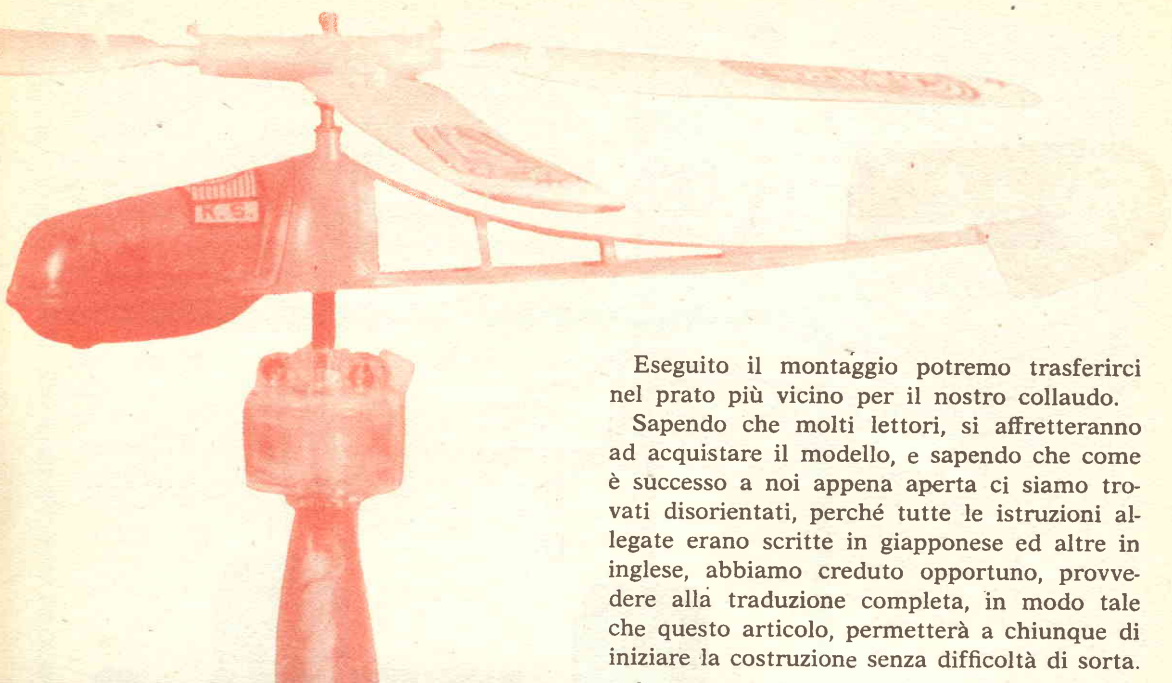 K. S.
Eseguito il montaggio potremo trasferirci
nel prato più vicino per il nostro collaudo.
Sapendo che molti lettori, si affretteranno
ad acquistare il modello, e sapendo che come
è successo a noi appena aperta ci siamo tro-
vati disorientati, perché tutte le istruzioni al-
legate erano scritte in giapponese ed altre in
inglese, abbiamo creduto opportuno, provve-
dere alla traduzione completa, in modo tale
che questo articolo, permetterà a chiunque di
iniziare la costruzione senza difficoltà di sorta.